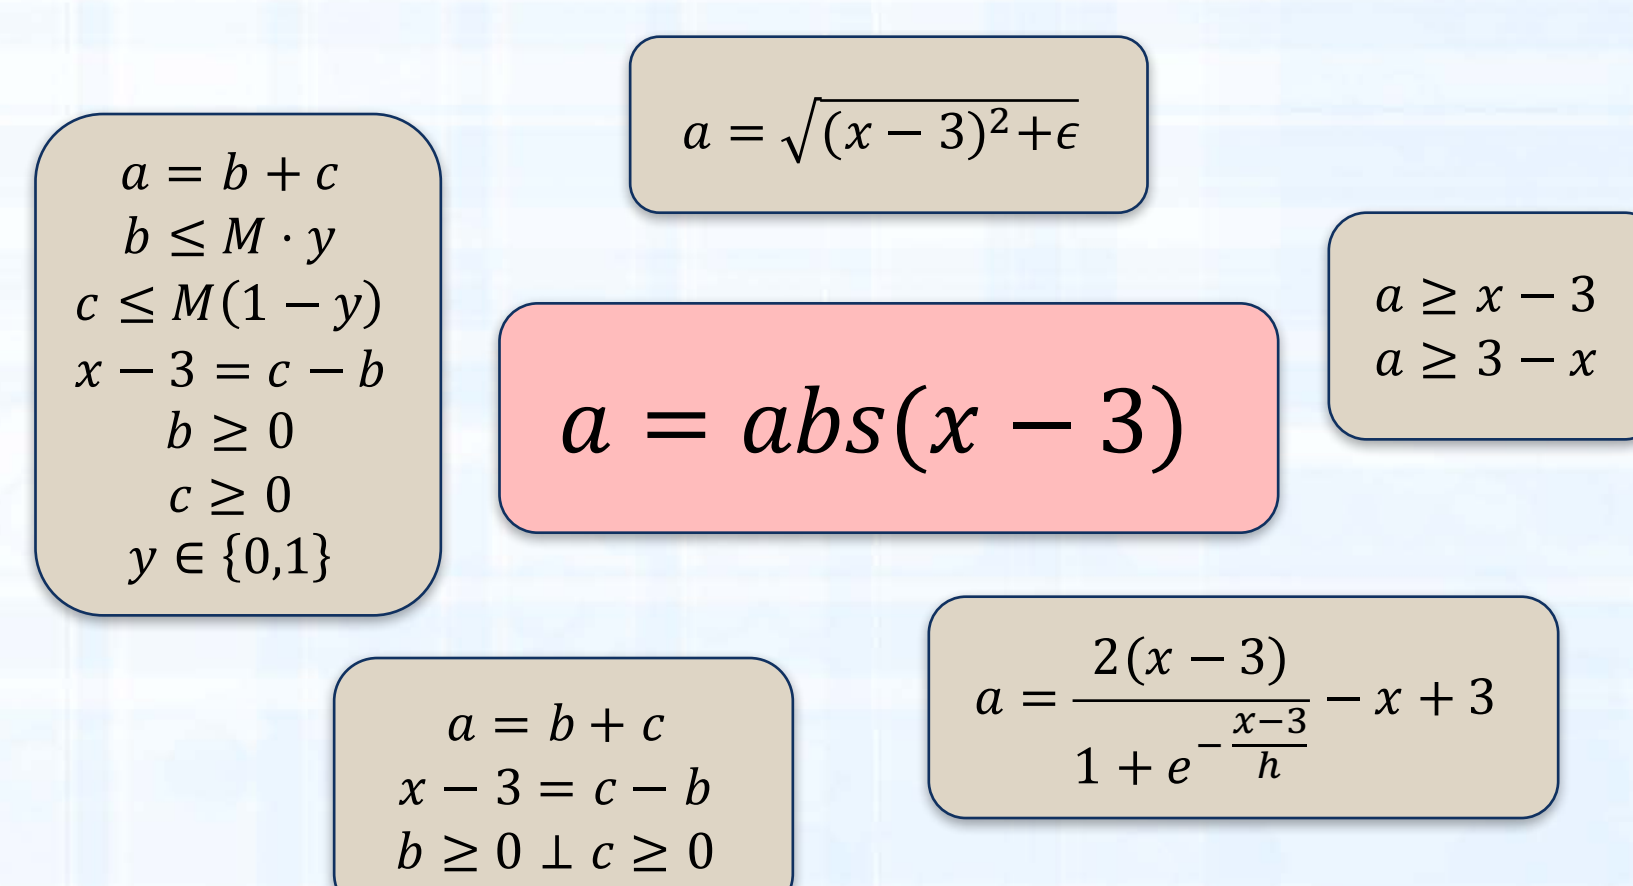 a = √((x − 3)²+ϵ)
a = b + c
b ≤ M · y
c ≤ M(1 − y)
x − 3 = c − b
b ≥ 0
c ≥ 0
y ∈ {0,1}
a ≥ x − 3
a ≥ 3 − x
a = abs(x − 3)
a = 2(x − 3) / (1 + e^(−(x−3)/h)) − x + 3
a = b + c
x − 3 = c − b
b ≥ 0 ⊥ c ≥ 0